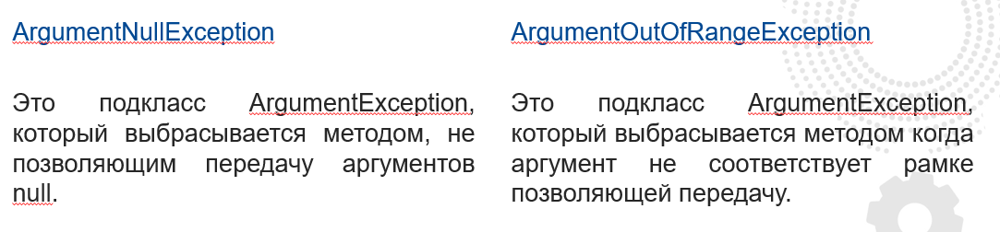 ArgumentNullException
Это подкласс ArgumentException,
который выбрасывается методом, не
позволяющим передачу аргументов
null.
ArgumentOutOfRangeException
Это подкласс ArgumentException,
который выбрасывается методом когда
аргумент не соответствует рамке
позволяющей передачу.